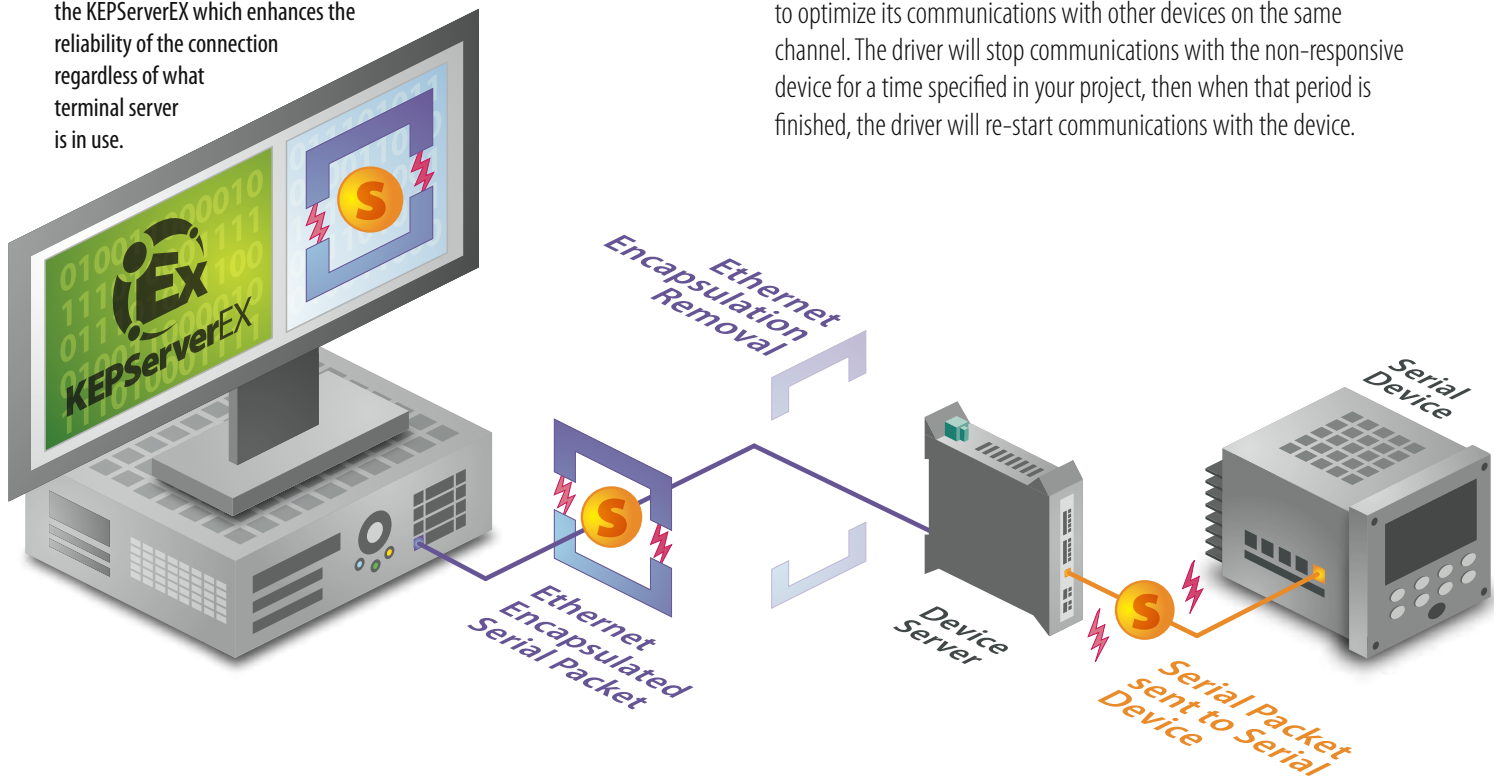 the KEPServerEX which enhances the
reliability of the connection
regardless of what
terminal server
is in use.
to optimize its communications with other devices on the same
channel. The driver will stop communications with the non-responsive
device for a time specified in your project, then when that period is
finished, the driver will re-start communications with the device.
Ex
KEPServerEX
S
Ethernet
Encapsulation
Removal
S
Ethernet
Encapsulated
Serial Packet
Device
Server
S
Serial Packet
sent to Serial
Device
Serial
Device